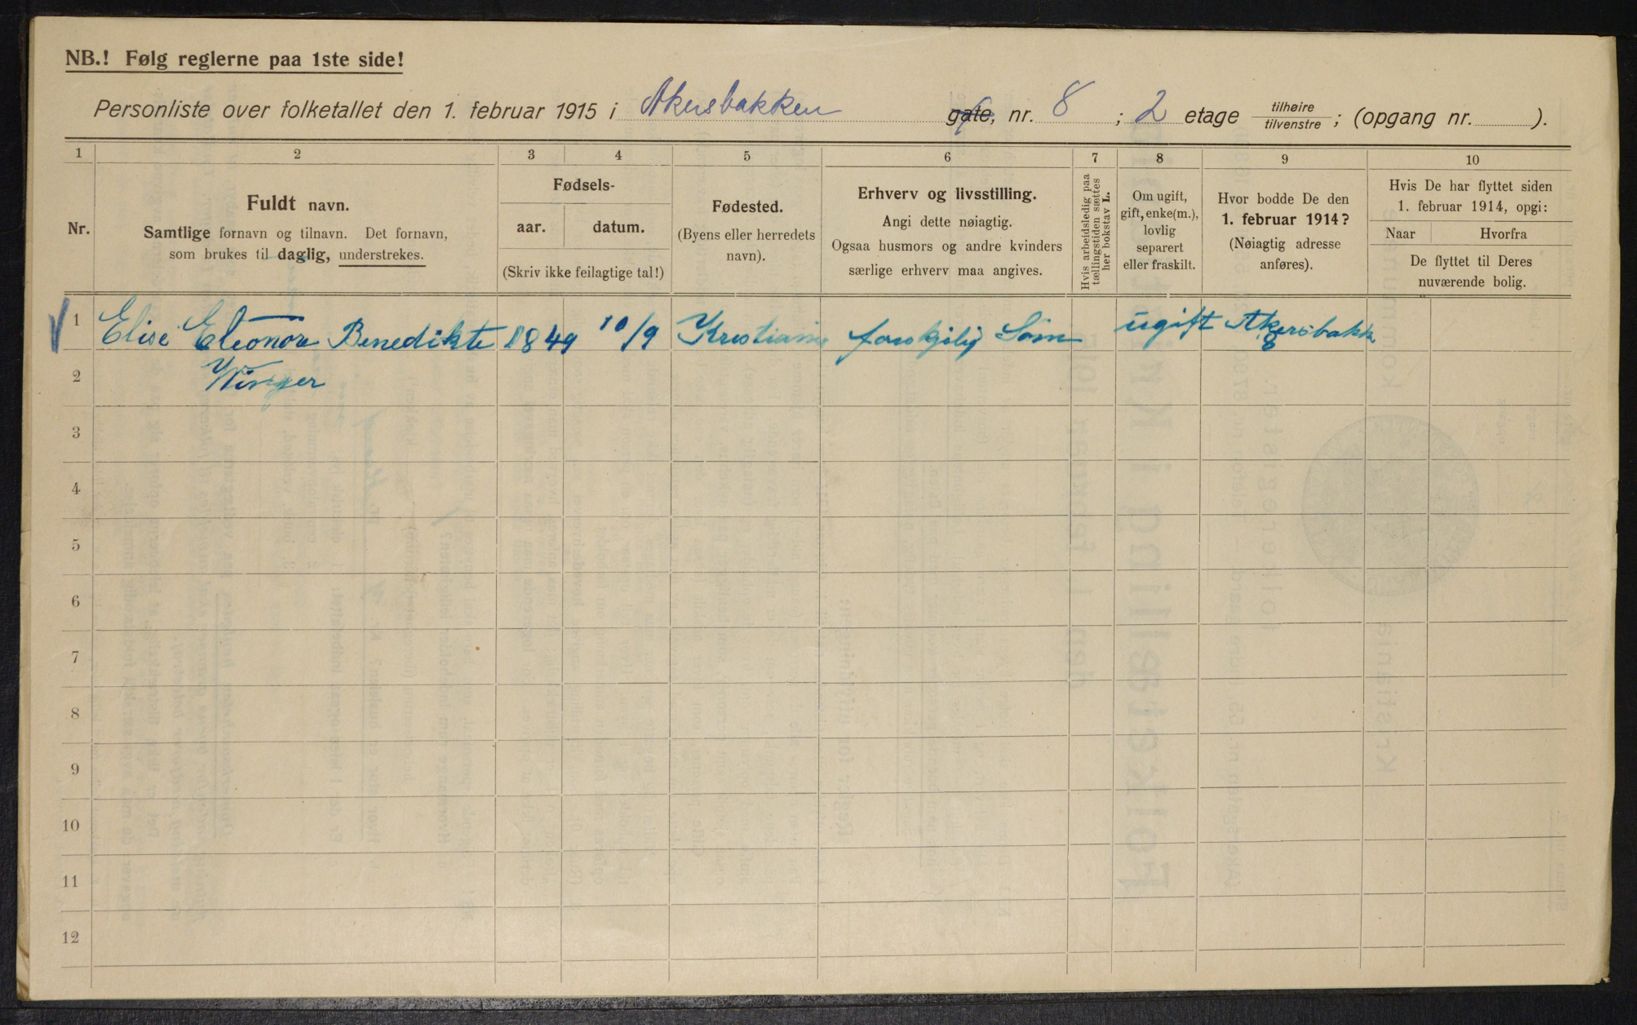 NB.! Følg reglerne paa 1ste side!
Personliste over folketallet den 1. februar 1915 i Akersbakken gate, nr. 8 ; 2 etage tilhøire tilvenstre ; (opgang nr. ).
1 2 3 4 5 6 7 8 9 10
Nr.
Fuldt navn.
Samtlige fornavn og tilnavn. Det fornavn,
som brukes til daglig, understrekes.
Fødsels-
aar. datum.
(Skriv ikke feilagtige tal!)
Fødested.
(Byens eller herredets
navn).
Erhverv og livsstilling.
Angi dette nøiagtig.
Ogsaa husmors og andre kvinders
særlige erhverv maa angives.
Hvis arbeidsledig paa
tællingstiden sættes
her bokstav L.
Om ugift,
gift, enke(m.),
lovlig
separert
eller fraskilt.
Hvor bodde De den
1. februar 1914?
(Nøiagtig adresse
anføres).
Hvis De har flyttet siden
1. februar 1914, opgi:
Naar Hvorfra
De flyttet til Deres
nuværende bolig.
1 Elise Eleonora Benedikte 1849 10/9 Kristiania forskjelig Søm ugift Akersbakk
8
2 Winger
3
4
5
6
7
8
9
10
11
12